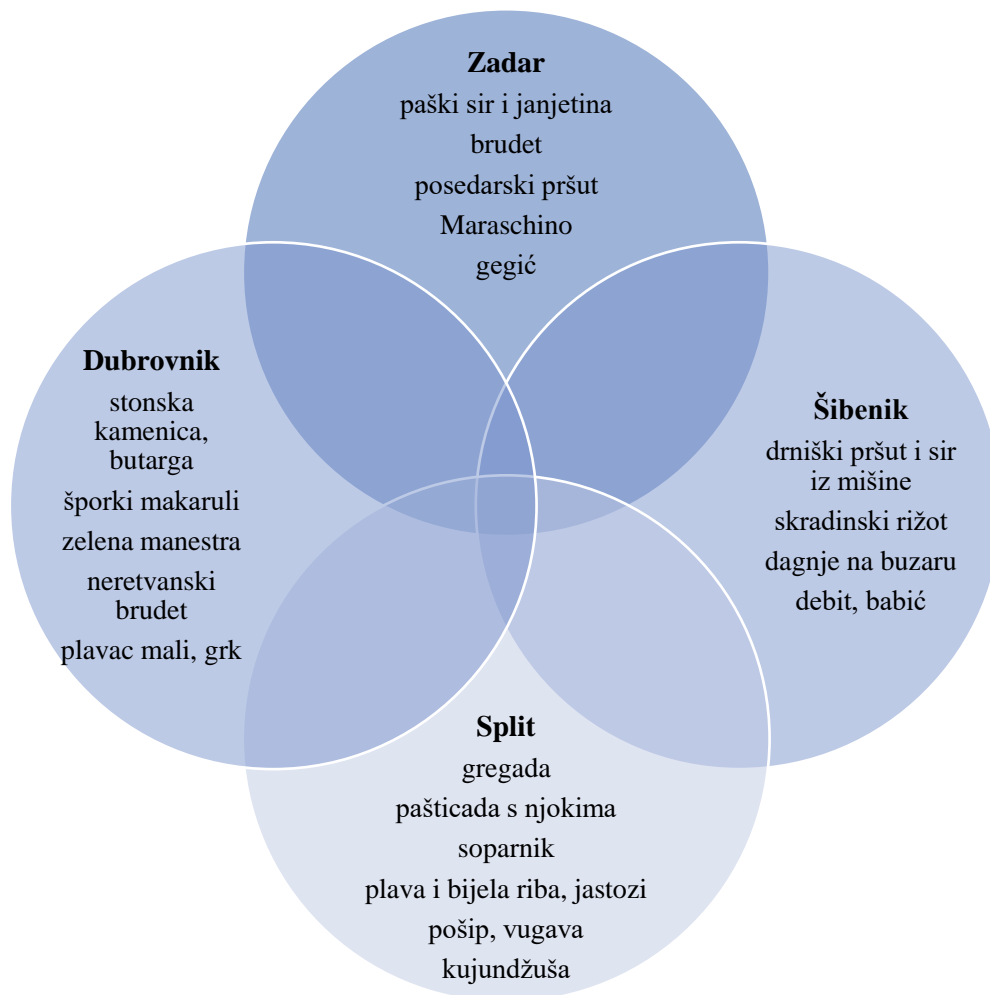 Zadar
paški sir i janjetina
brudet
posedarski pršut
Maraschino
gegić
Dubrovnik
stonska
kamenica,
butarga
šporki makaruli
zelena manestra
neretvanski
brudet
plavac mali, grk
Šibenik
drniški pršut i sir
iz mišine
skradinski rižot
dagnje na buzaru
debit, babić
Split
gregada
pašticada s njokima
soparnik
plava i bijela riba, jastozi
pošip, vugava
kujundžuša